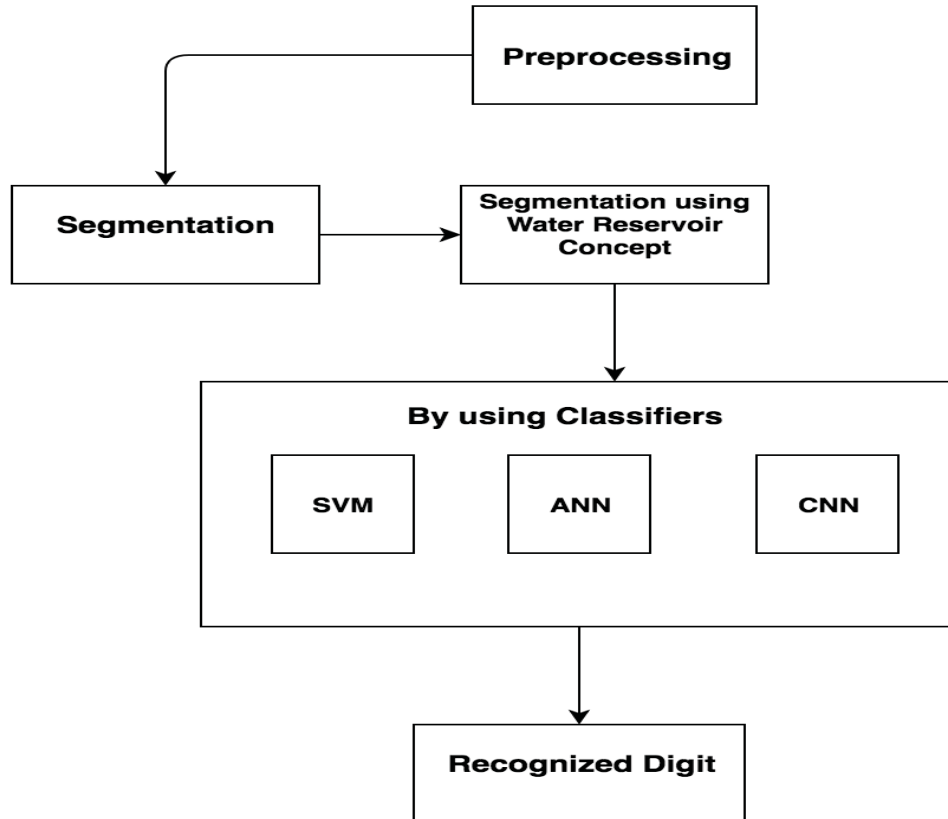 Preprocessing
Segmentation
Segmentation using
Water Reservoir
Concept
By using Classifiers
SVM
ANN
CNN
Recognized Digit